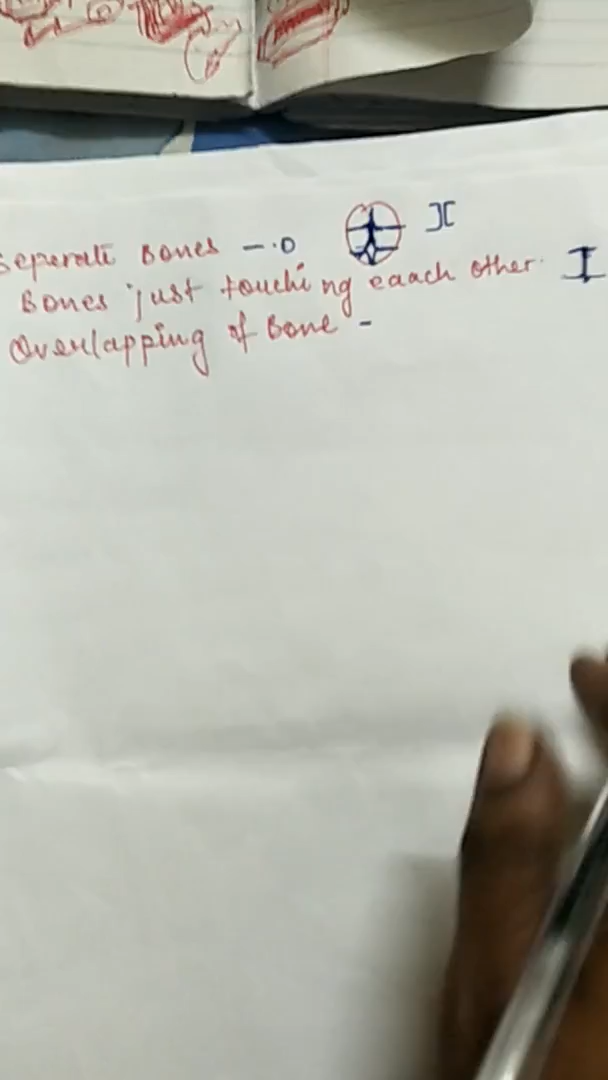 Seperate Bones - 0
Bones just touching eaach other. I
Overlapping of Bone -